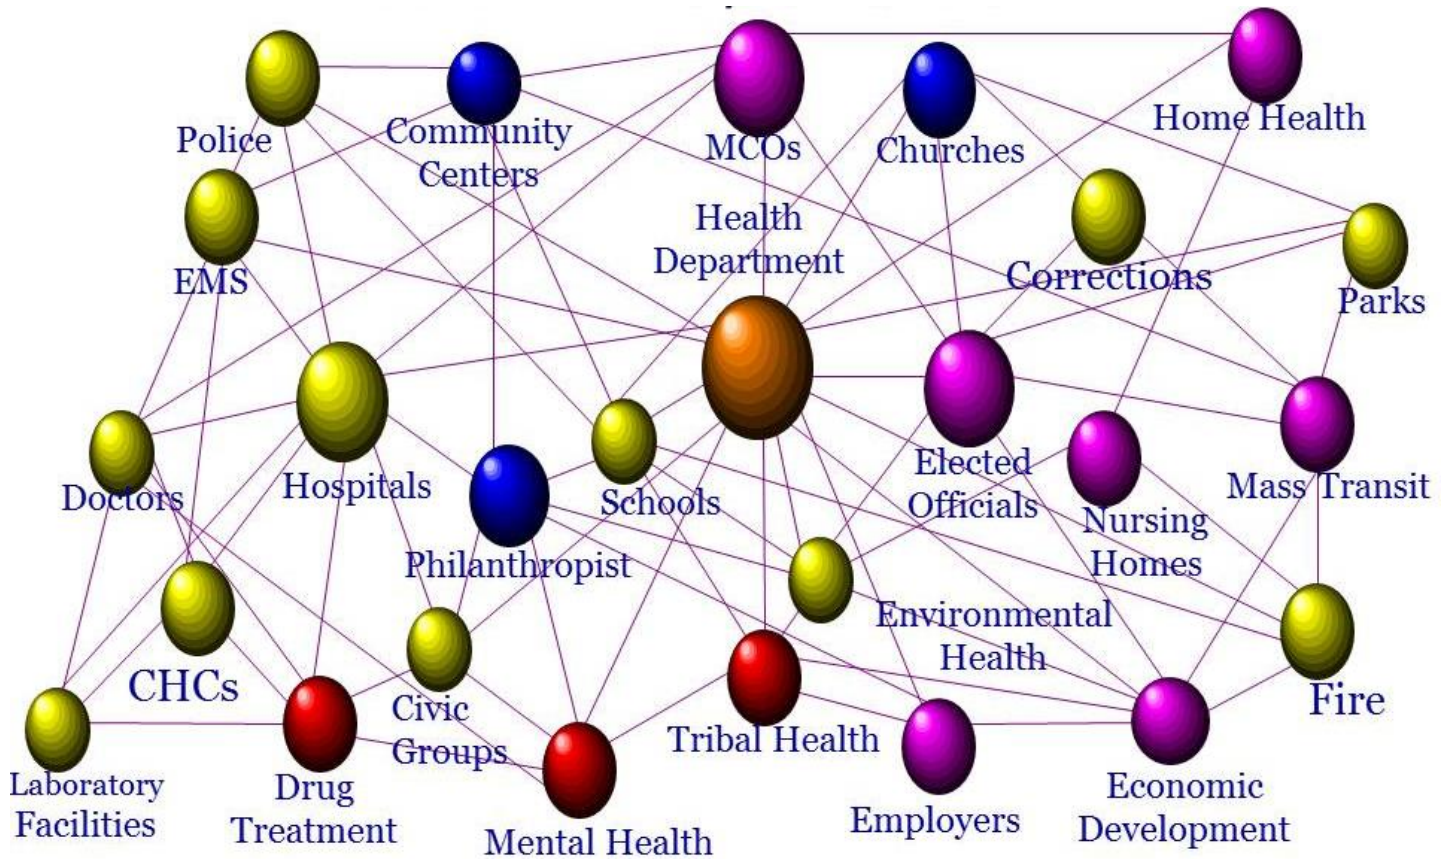 Police
Community
Centers
MCOs
Churches
Home Health
EMS
Health
Department
Corrections
Parks
Doctors
Hospitals
Philanthropist
Schools
Elected
Officials
Nursing
Homes
Mass Transit
CHCs
Civic
Groups
Environmental
Health
Fire
Laboratory
Facilities
Drug
Treatment
Mental Health
Tribal Health
Employers
Economic
Development